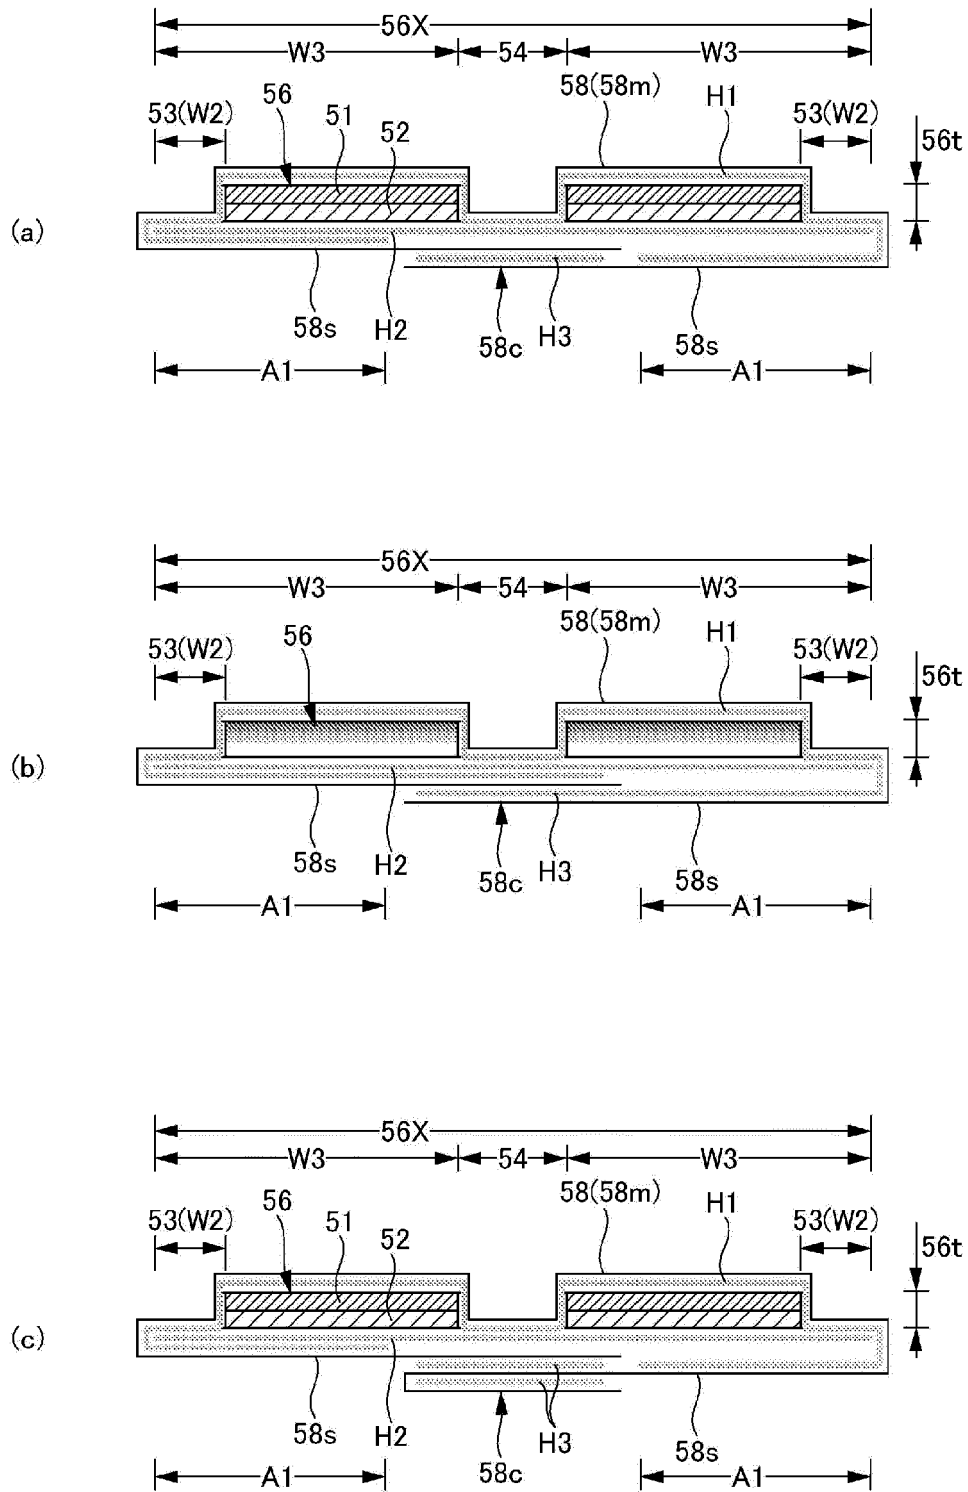 56X
W3 54 W3
58(58m) H1
53(W2) 56 51 52 53(W2)
56t
(a)
58s H2 58c H3 58s
A1 A1
56X
W3 54 W3
58(58m) H1
53(W2) 56 53(W2)
56t
(b)
58s H2 58c H3 58s
A1 A1
56X
W3 54 W3
58(58m) H1
53(W2) 56 51 52 53(W2)
56t
(c)
58s H2 58c H3 58s
A1 A1